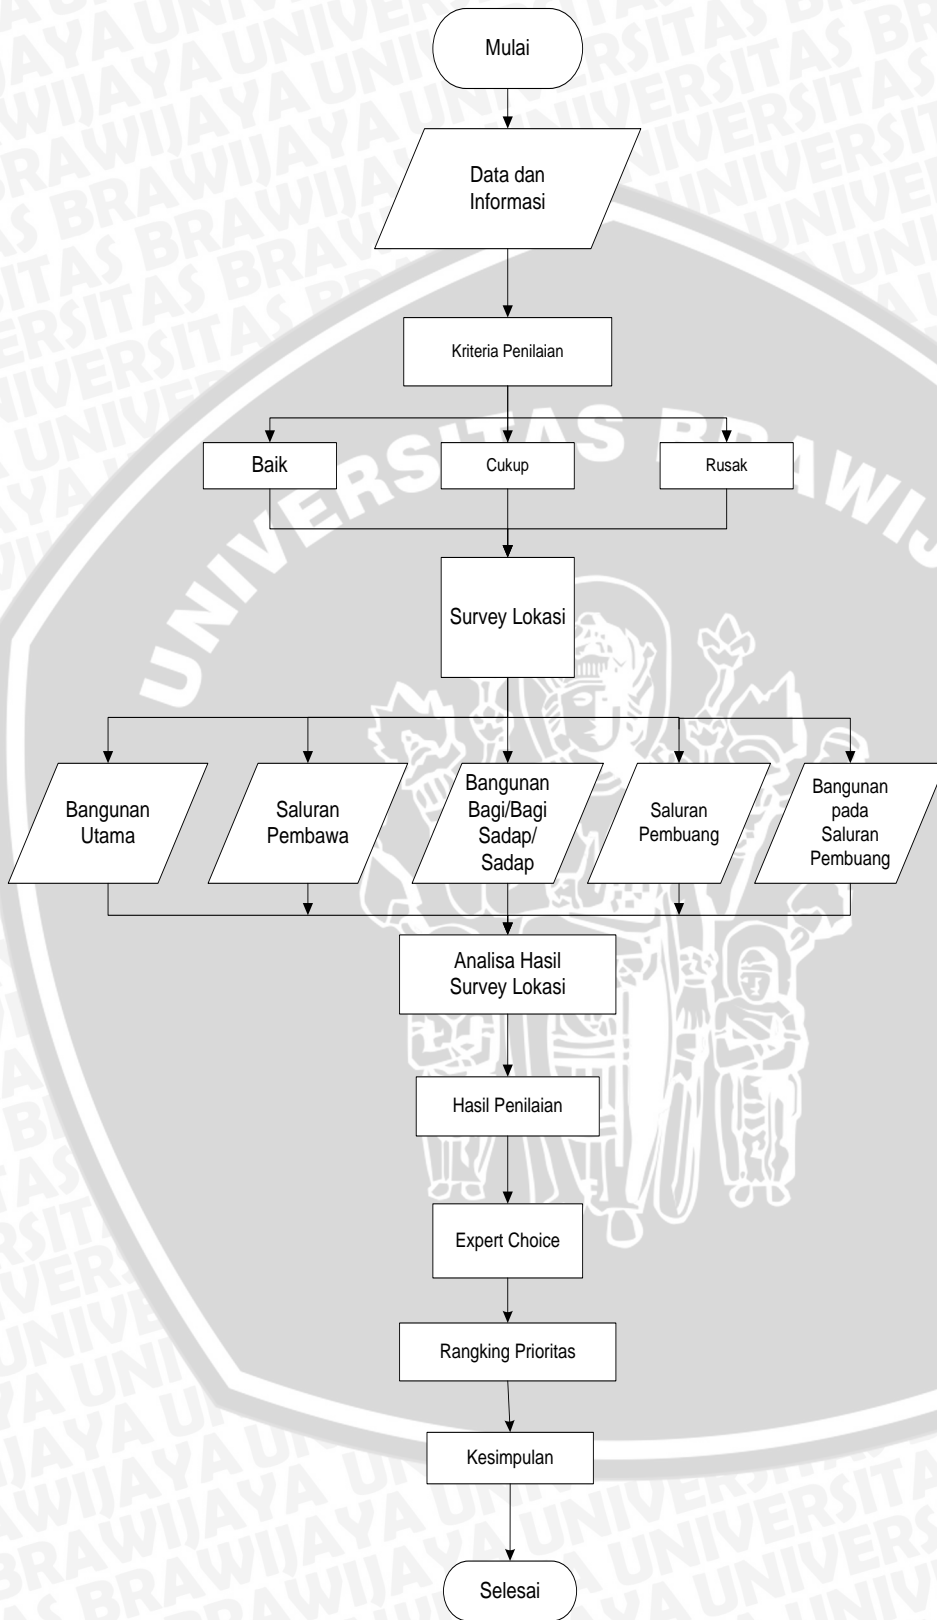 Mulai
Data dan
Informasi
Kriteria Penilaian
Baik
Cukup
Rusak
Survey Lokasi
Bangunan
Utama
Saluran
Pembawa
Bangunan
Bagi/Bagi
Sadap/
Sadap
Saluran
Pembuang
Bangunan
pada
Saluran
Pembuang
Analisa Hasil
Survey Lokasi
Hasil Penilaian
Expert Choice
Rangking Prioritas
Kesimpulan
Selesai
UNIVERSITAS BRAWIJ